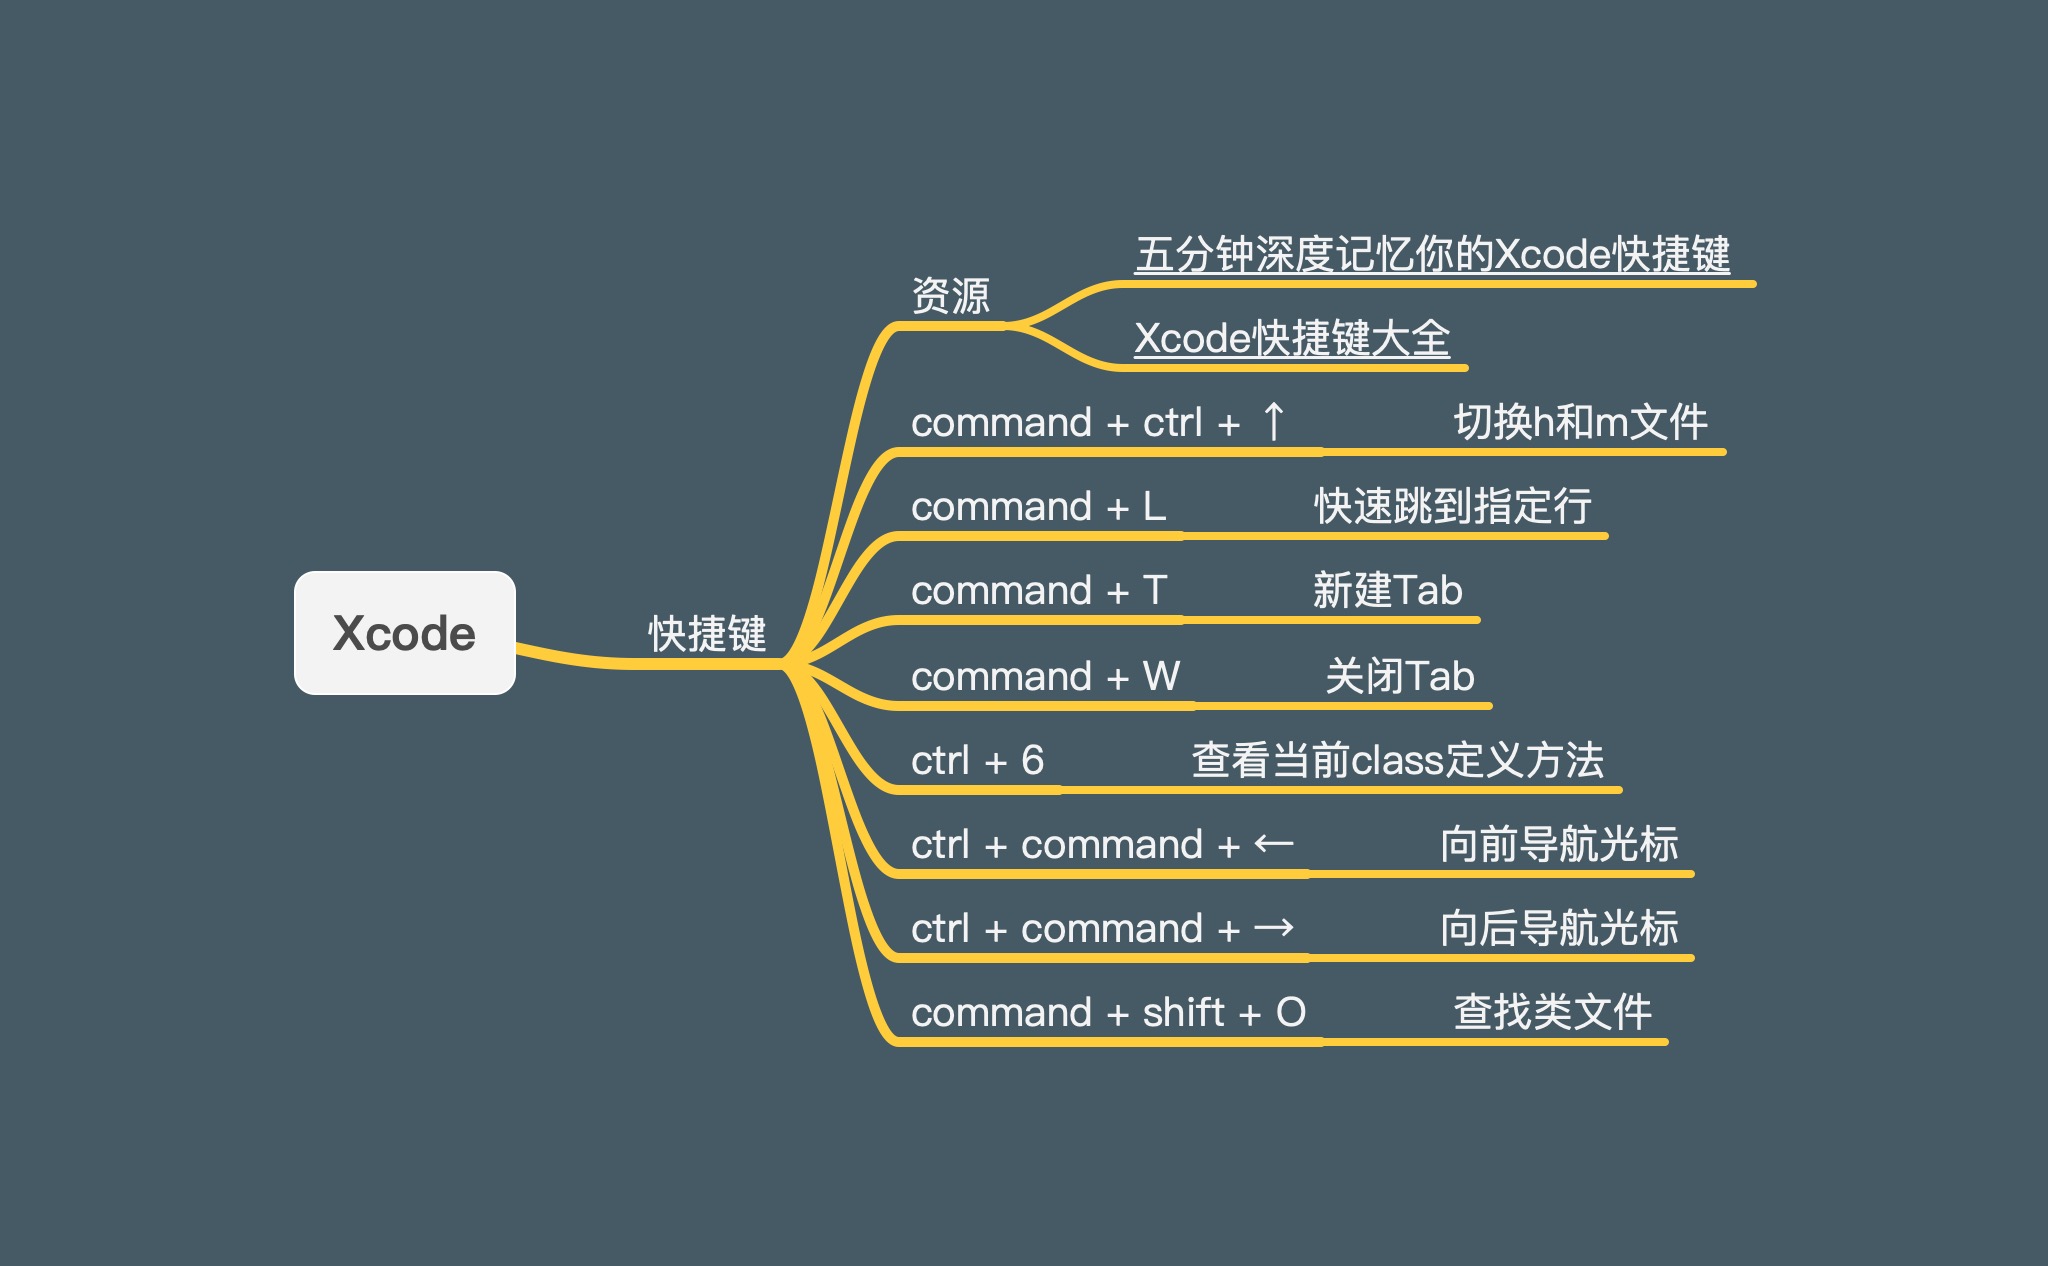 Xcode
快捷键
资源
五分钟深度记忆你的Xcode快捷键
Xcode快捷键大全
command + ctrl + ↑ 切换h和m文件
command + L 快速跳到指定行
command + T 新建Tab
command + W 关闭Tab
ctrl + 6 查看当前class定义方法
ctrl + command + ← 向前导航光标
ctrl + command + → 向后导航光标
command + shift + O 查找类文件